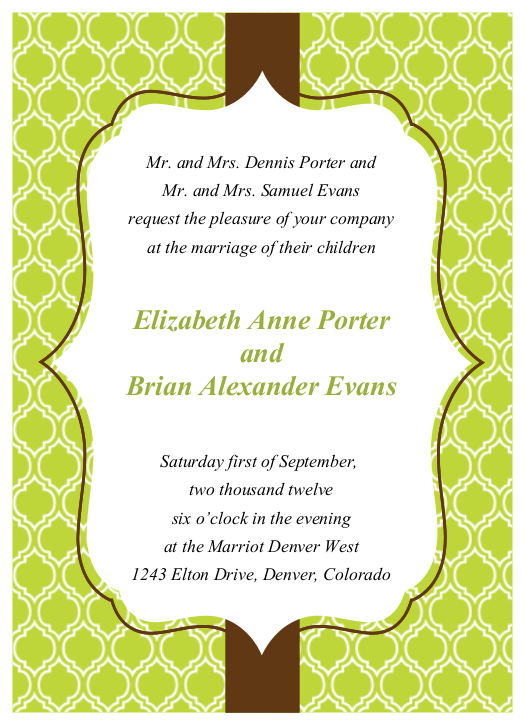 Mr. and Mrs. Dennis Porter and
Mr. and Mrs. Samuel Evans
request the pleasure of your company
at the marriage of their children
Elizabeth Anne Porter
and
Brian Alexander Evans
Saturday first of September,
two thousand twelve
six o’clock in the evening
at the Marriot Denver West
1243 Elton Drive, Denver, Colorado